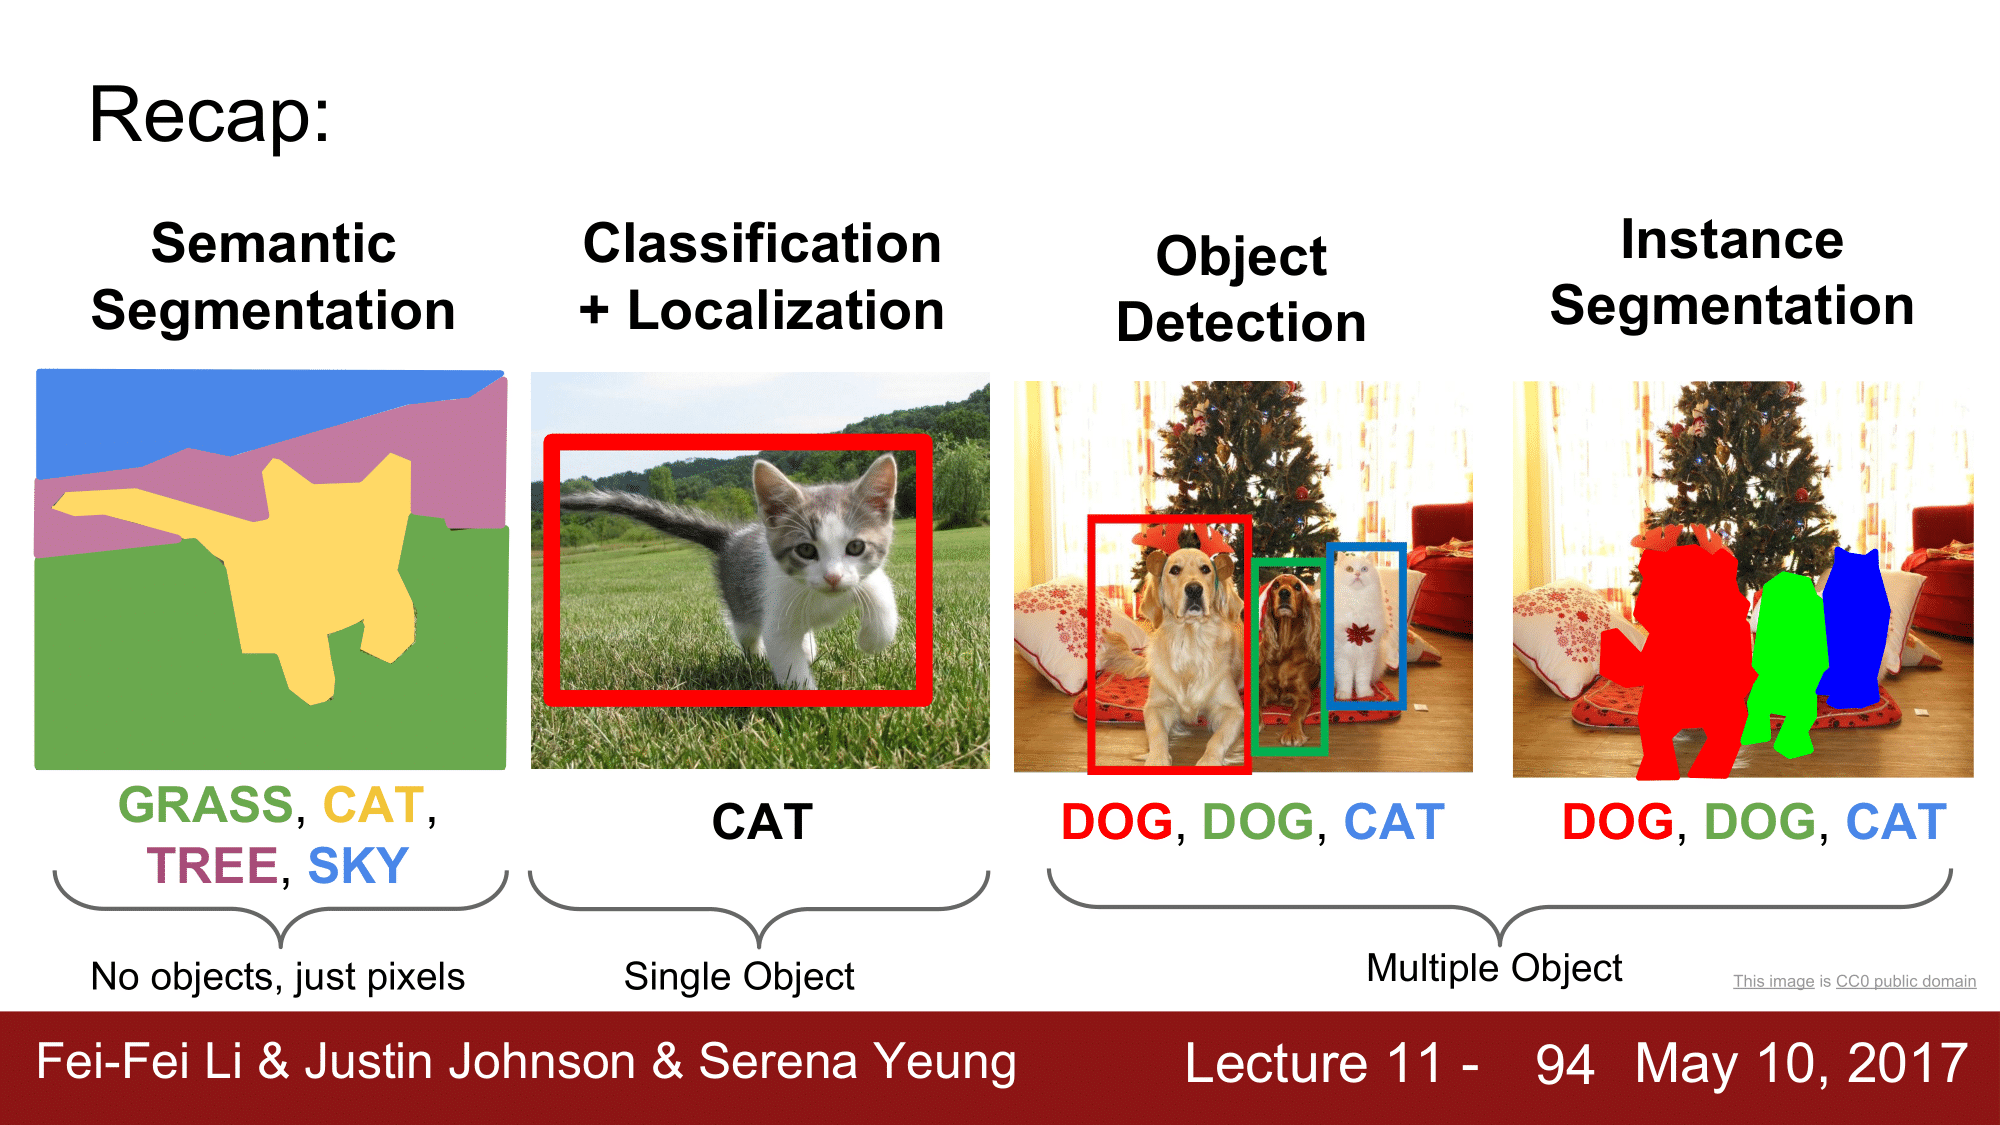 Recap:
Semantic
Segmentation
Classification
+ Localization
Object
Detection
Instance
Segmentation
GRASS, CAT,
TREE, SKY
CAT
DOG, DOG, CAT
DOG, DOG, CAT
No objects, just pixels
Single Object
Multiple Object
This image is CC0 public domain
Fei-Fei Li & Justin Johnson & Serena Yeung
Lecture 11 - 94 May 10, 2017